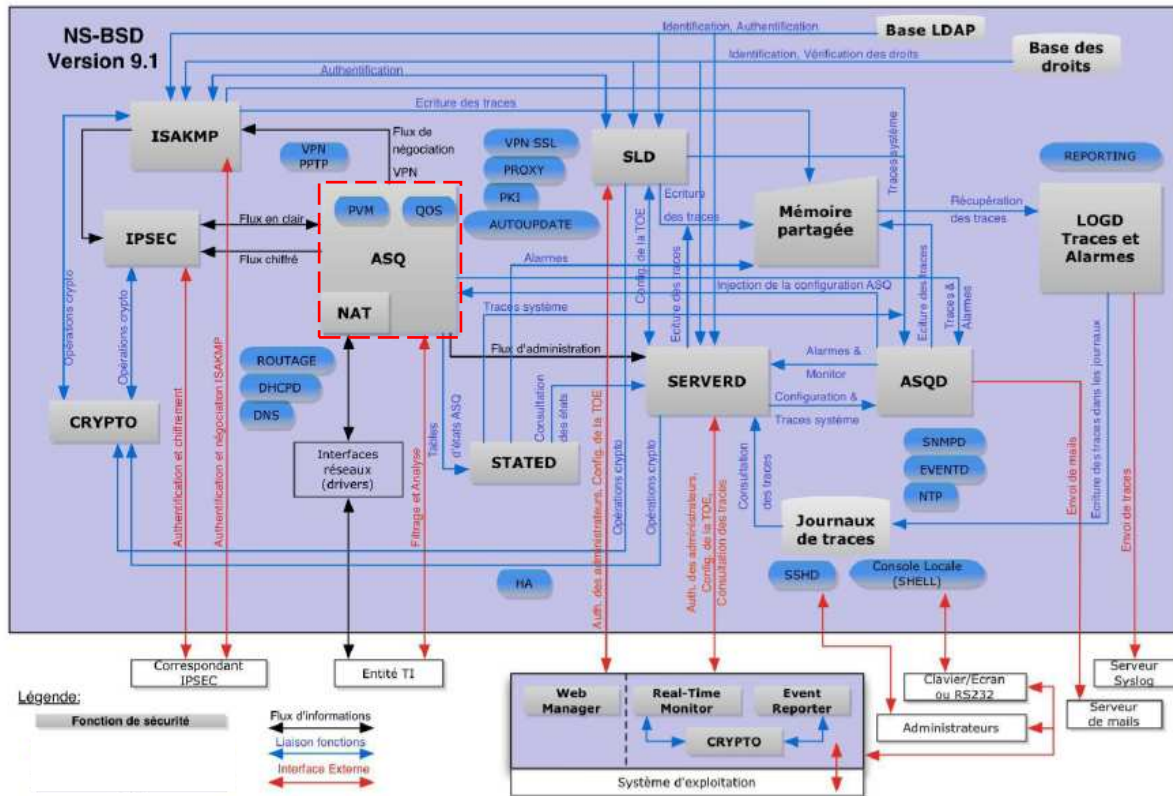 NS-BSD
Version 9.1
Identification, Authentification
Base LDAP
Identification, Vérification des droits
Base des
droits
Authentification
Ecriture des traces
ISAKMP
Flux de
négociation
VPN
VPN
PPTP
VPN SSL
PROXY
PKI
AUTOUPDATE
SLD
Traces système
REPORTING
Ecriture
des traces
Mémoire
partagée
Récupération
des traces
LOGD
Traces et
Alarmes
PVM
QOS
ASQ
NAT
Flux en clair
IPSEC
Flux chiffré
Opérations crypto
Opérations crypto
Config. de la TOE
Ecriture des traces
Alarmes
Injection de la configuration ASQ
Traces système
Ecriture des traces
Traces &
Alarmes
Flux d'administration
ROUTAGE
DHCPD
DNS
CRYPTO
Authentification et chiffrement
Authentification et négociation ISAKMP
Interfaces
réseaux
(drivers)
Filtrage et Analyse
Tables
d'états ASQ
Consultation
des états
STATED
SERVERD
Alarmes &
Monitor
Configuration &
Traces système
ASQD
Auth. des administrateurs, Config. de la TOE
Opérations crypto
Opérations crypto
Auth. des administrateurs,
Config. de la TOE,
Consultation des traces
Consultation
des traces
SNMPD
EVENTD
NTP
Journaux
de traces
Ecriture des traces dans les journaux
Envoi de mails
Envoi de traces
HA
SSHD
Console Locale
(SHELL)
Correspondant
IPSEC
Entité TI
Web
Manager
Real-Time
Monitor
Event
Reporter
CRYPTO
Système d'exploitation
Clavier/Ecran
ou RS232
Administrateurs
Serveur
Syslog
Serveur
de mails
Légende:
Fonction de sécurité
Flux d'informations
Liaison fonctions
Interface Externe